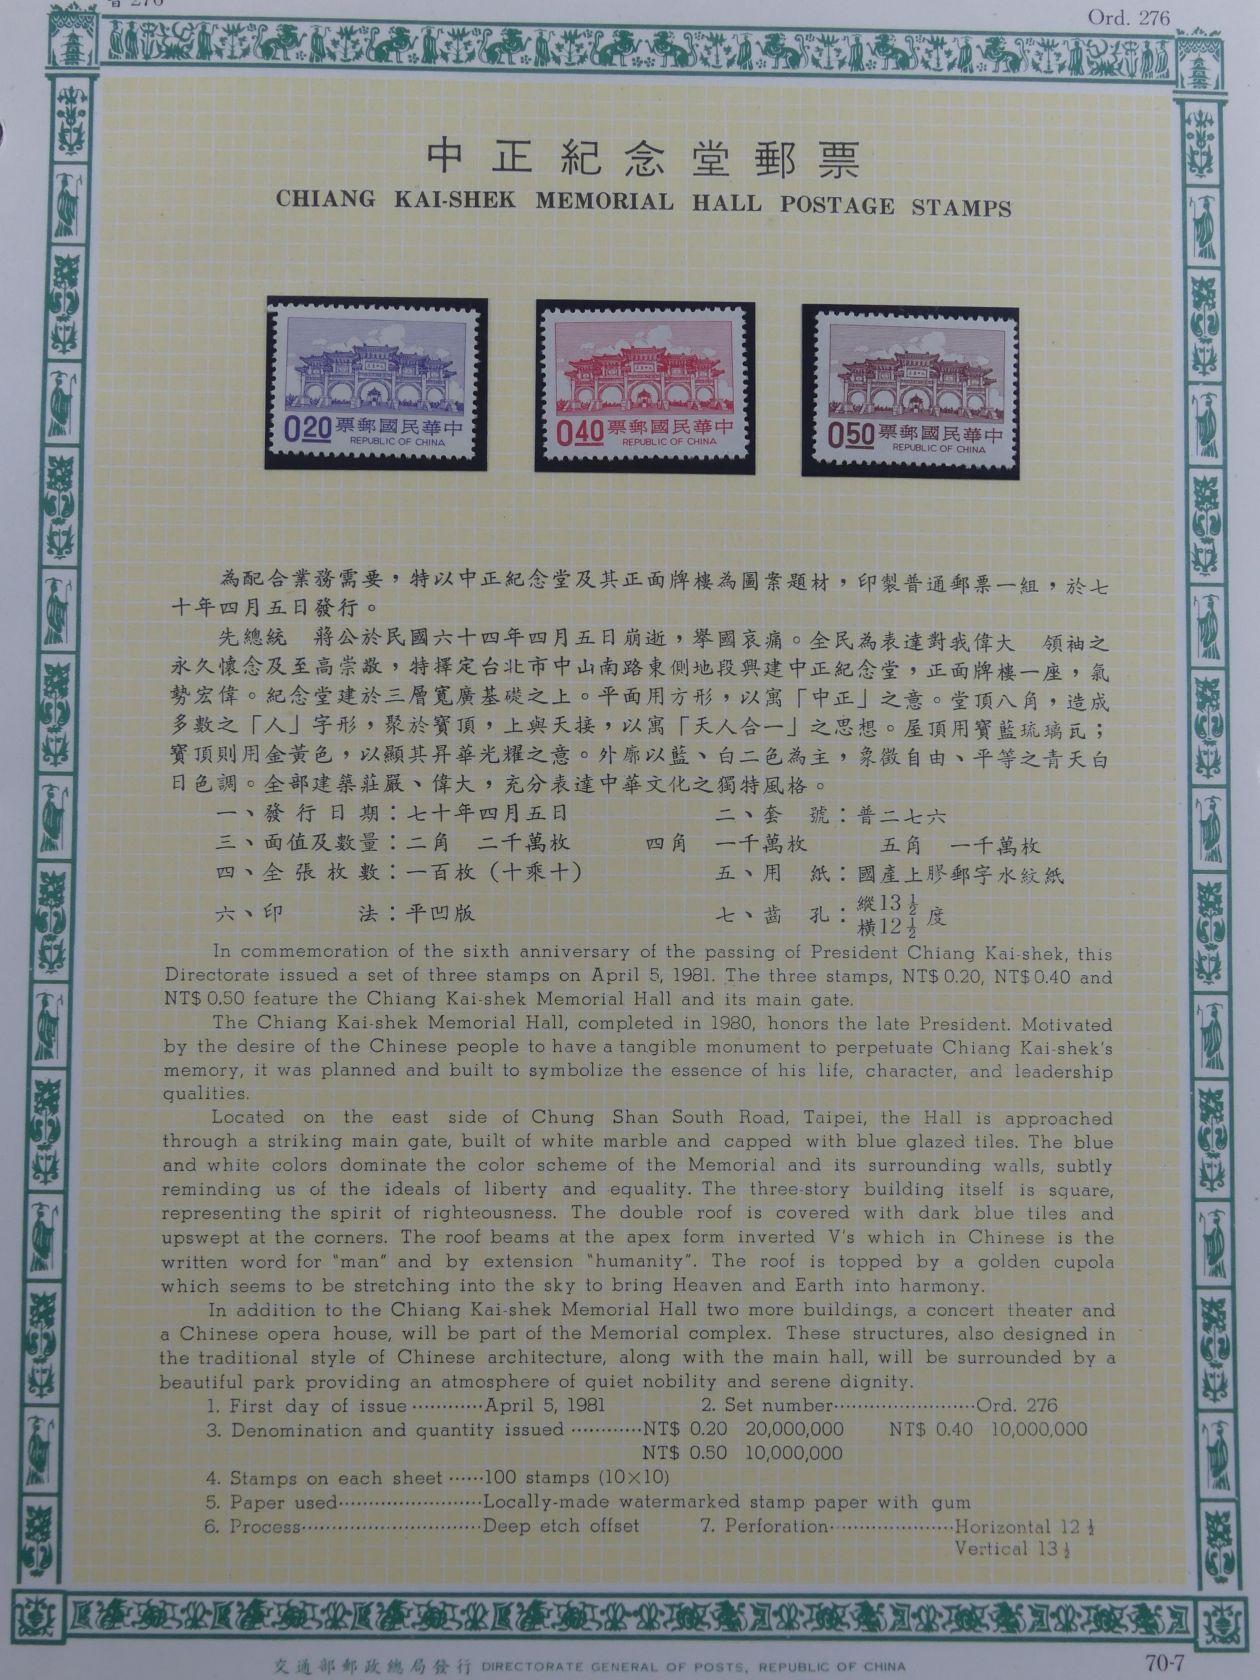 普 276
Ord. 276
中正紀念堂郵票
CHIANG KAI-SHEK MEMORIAL HALL POSTAGE STAMPS
0.20 票郵國民華中
REPUBLIC OF CHINA
0.40 票郵國民華中
REPUBLIC OF CHINA
0.50 票郵國民華中
REPUBLIC OF CHINA
為配合業務需要，特以中正紀念堂及其正面牌樓為圖案題材，印製普通郵票一組，於七
十年四月五日發行。
先總統　蔣公於民國六十四年四月五日崩逝，舉國哀痛。全民為表達對我偉大　領袖之
永久懷念及至高崇敬，特擇定台北市中山南路東側地段興建中正紀念堂，正面牌樓一座，氣
勢宏偉。紀念堂建於三層寬廣基礎之上。平面用方形，以寓「中正」之意。堂頂八角，造成
多數之「人」字形，聚於寶頂，上與天接，以寓「天人合一」之思想。屋頂用寶藍琉璃瓦；
寶頂則用金黃色，以顯其昇華光耀之意。外廓以藍、白二色為主，象徵自由、平等之青天白
日色調。全部建築莊嚴、偉大，充分表達中華文化之獨特風格。
一、發行日期：七十年四月五日　二、套　號：普二七六
三、面值及數量：二角　二千萬枚　四角　一千萬枚　五角　一千萬枚
四、全張枚數：一百枚（十乘十）　五、用　紙：國產上膠郵字水紋紙
六、印　法：平凹版　七、齒　孔：縱13½ 橫12½ 度
In commemoration of the sixth anniversary of the passing of President Chiang Kai-shek, this
Directorate issued a set of three stamps on April 5, 1981. The three stamps, NT$ 0.20, NT$ 0.40 and
NT$ 0.50 feature the Chiang Kai-shek Memorial Hall and its main gate.
The Chiang Kai-shek Memorial Hall, completed in 1980, honors the late President. Motivated
by the desire of the Chinese people to have a tangible monument to perpetuate Chiang Kai-shek's
memory, it was planned and built to symbolize the essence of his life, character, and leadership
qualities.
Located on the east side of Chung Shan South Road, Taipei, the Hall is approached
through a striking main gate, built of white marble and capped with blue glazed tiles. The blue
and white colors dominate the color scheme of the Memorial and its surrounding walls, subtly
reminding us of the ideals of liberty and equality. The three-story building itself is square,
representing the spirit of righteousness. The double roof is covered with dark blue tiles and
upswept at the corners. The roof beams at the apex form inverted V's which in Chinese is the
written word for "man" and by extension "humanity". The roof is topped by a golden cupola
which seems to be stretching into the sky to bring Heaven and Earth into harmony.
In addition to the Chiang Kai-shek Memorial Hall two more buildings, a concert theater and
a Chinese opera house, will be part of the Memorial complex. These structures, also designed in
the traditional style of Chinese architecture, along with the main hall, will be surrounded by a
beautiful park providing an atmosphere of quiet nobility and serene dignity.
1. First day of issue············April 5, 1981 2. Set number························Ord. 276
3. Denomination and quantity issued ············NT$ 0.20 20,000,000 NT$ 0.40 10,000,000
NT$ 0.50 10,000,000
4. Stamps on each sheet ······100 stamps (10×10)
5. Paper used························Locally-made watermarked stamp paper with gum
6. Process······························Deep etch offset 7. Perforation·····················Horizontal 12 ½
Vertical 13 ½
交通部郵政總局發行 DIRECTORATE GENERAL OF POSTS, REPUBLIC OF CHINA
70-7